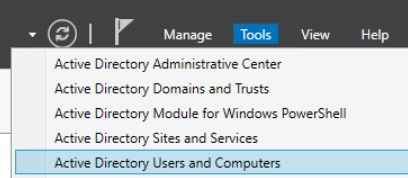 Manage Tools View Help
Active Directory Administrative Center
Active Directory Domains and Trusts
Active Directory Module for Windows PowerShell
Active Directory Sites and Services
Active Directory Users and Computers